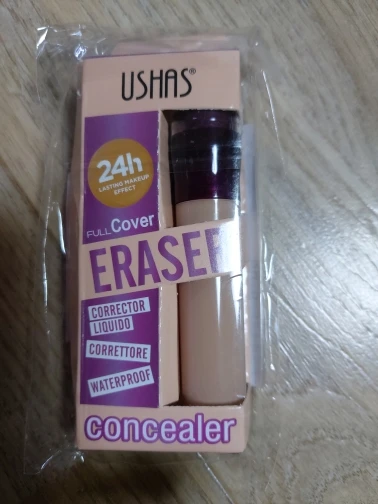 USHAS®
24h
LASTING MAKEUP
EFFECT
FULL Cover
ERASER
CORRECTOR
LIQUIDO
CORRETTORE
WATERPROOF
concealer